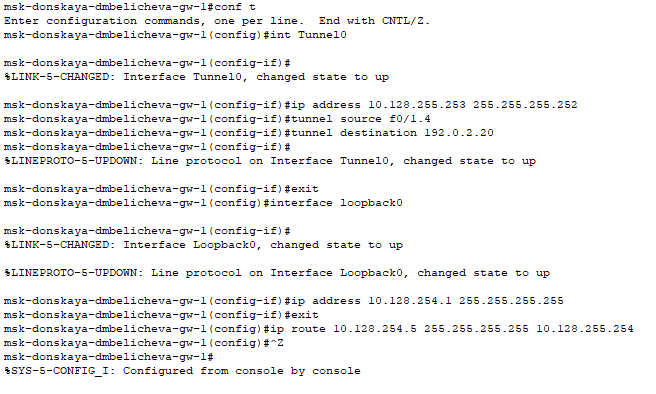 msk-donskaya-dmbelicheva-gw-1#conf t
Enter configuration commands, one per line.  End with CNTL/Z.
msk-donskaya-dmbelicheva-gw-1(config)#int Tunnel0

msk-donskaya-dmbelicheva-gw-1(config-if)#
%LINK-5-CHANGED: Interface Tunnel0, changed state to up

msk-donskaya-dmbelicheva-gw-1(config-if)#ip address 10.128.255.253 255.255.255.252
msk-donskaya-dmbelicheva-gw-1(config-if)#tunnel source f0/1.4
msk-donskaya-dmbelicheva-gw-1(config-if)#tunnel destination 192.0.2.20
msk-donskaya-dmbelicheva-gw-1(config-if)#
%LINEPROTO-5-UPDOWN: Line protocol on Interface Tunnel0, changed state to up

msk-donskaya-dmbelicheva-gw-1(config-if)#exit
msk-donskaya-dmbelicheva-gw-1(config)#interface loopback0

msk-donskaya-dmbelicheva-gw-1(config-if)#
%LINK-5-CHANGED: Interface Loopback0, changed state to up

%LINEPROTO-5-UPDOWN: Line protocol on Interface Loopback0, changed state to up

msk-donskaya-dmbelicheva-gw-1(config-if)#ip address 10.128.254.1 255.255.255.255
msk-donskaya-dmbelicheva-gw-1(config-if)#exit
msk-donskaya-dmbelicheva-gw-1(config)#ip route 10.128.254.5 255.255.255.255 10.128.255.254
msk-donskaya-dmbelicheva-gw-1(config)#^Z
msk-donskaya-dmbelicheva-gw-1#
%SYS-5-CONFIG_I: Configured from console by console